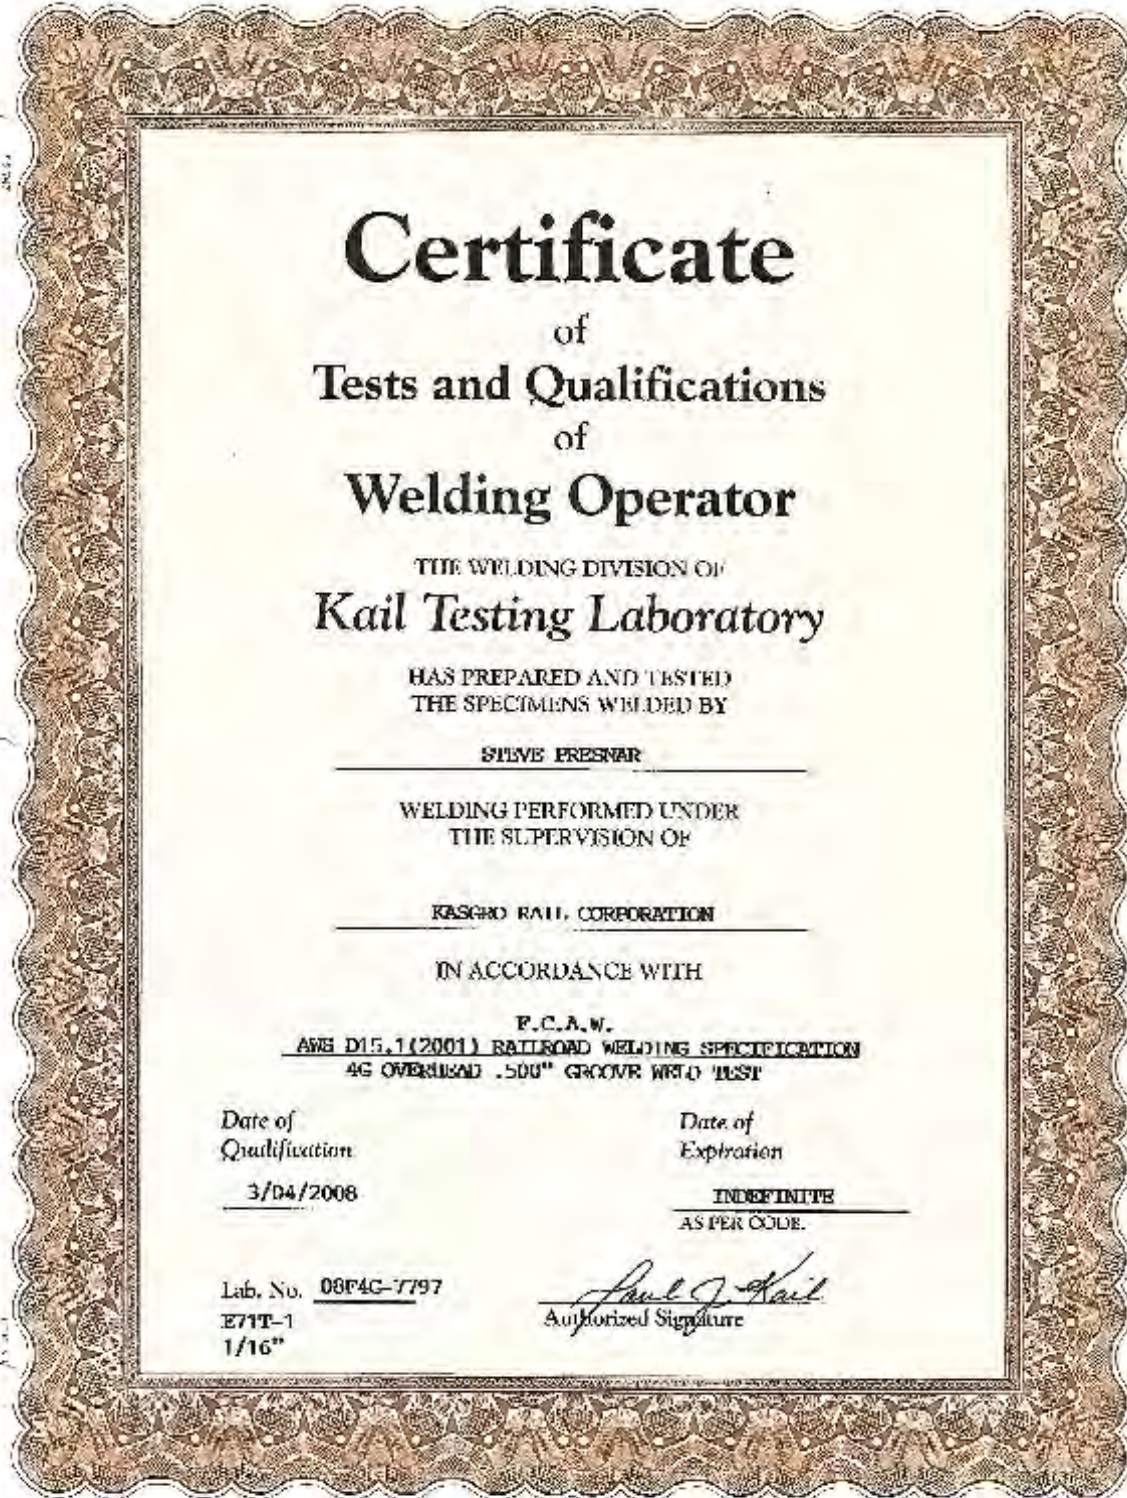 Certificate
of
Tests and Qualifications
of
Welding Operator
THE WELDING DIVISION OF
Kail Testing Laboratory
HAS PREPARED AND TESTED
THE SPECIMENS WELDED BY
STEVE PRESNAR
WELDING PERFORMED UNDER
THE SUPERVISION OF
KASGRO RAIL CORPORATION
IN ACCORDANCE WITH
F.C.A.W.
AWS D15.1(2001) RAILROAD WELDING SPECIFICATION
4G OVERHEAD .500" GROOVE WELD TEST
Date of
Qualification
3/04/2008
Date of
Expiration
INDEFINITE
AS PER CODE.
Lab. No. 08F4G-7797
E71T-1
1/16"
Paul J. Kail
Authorized Signature